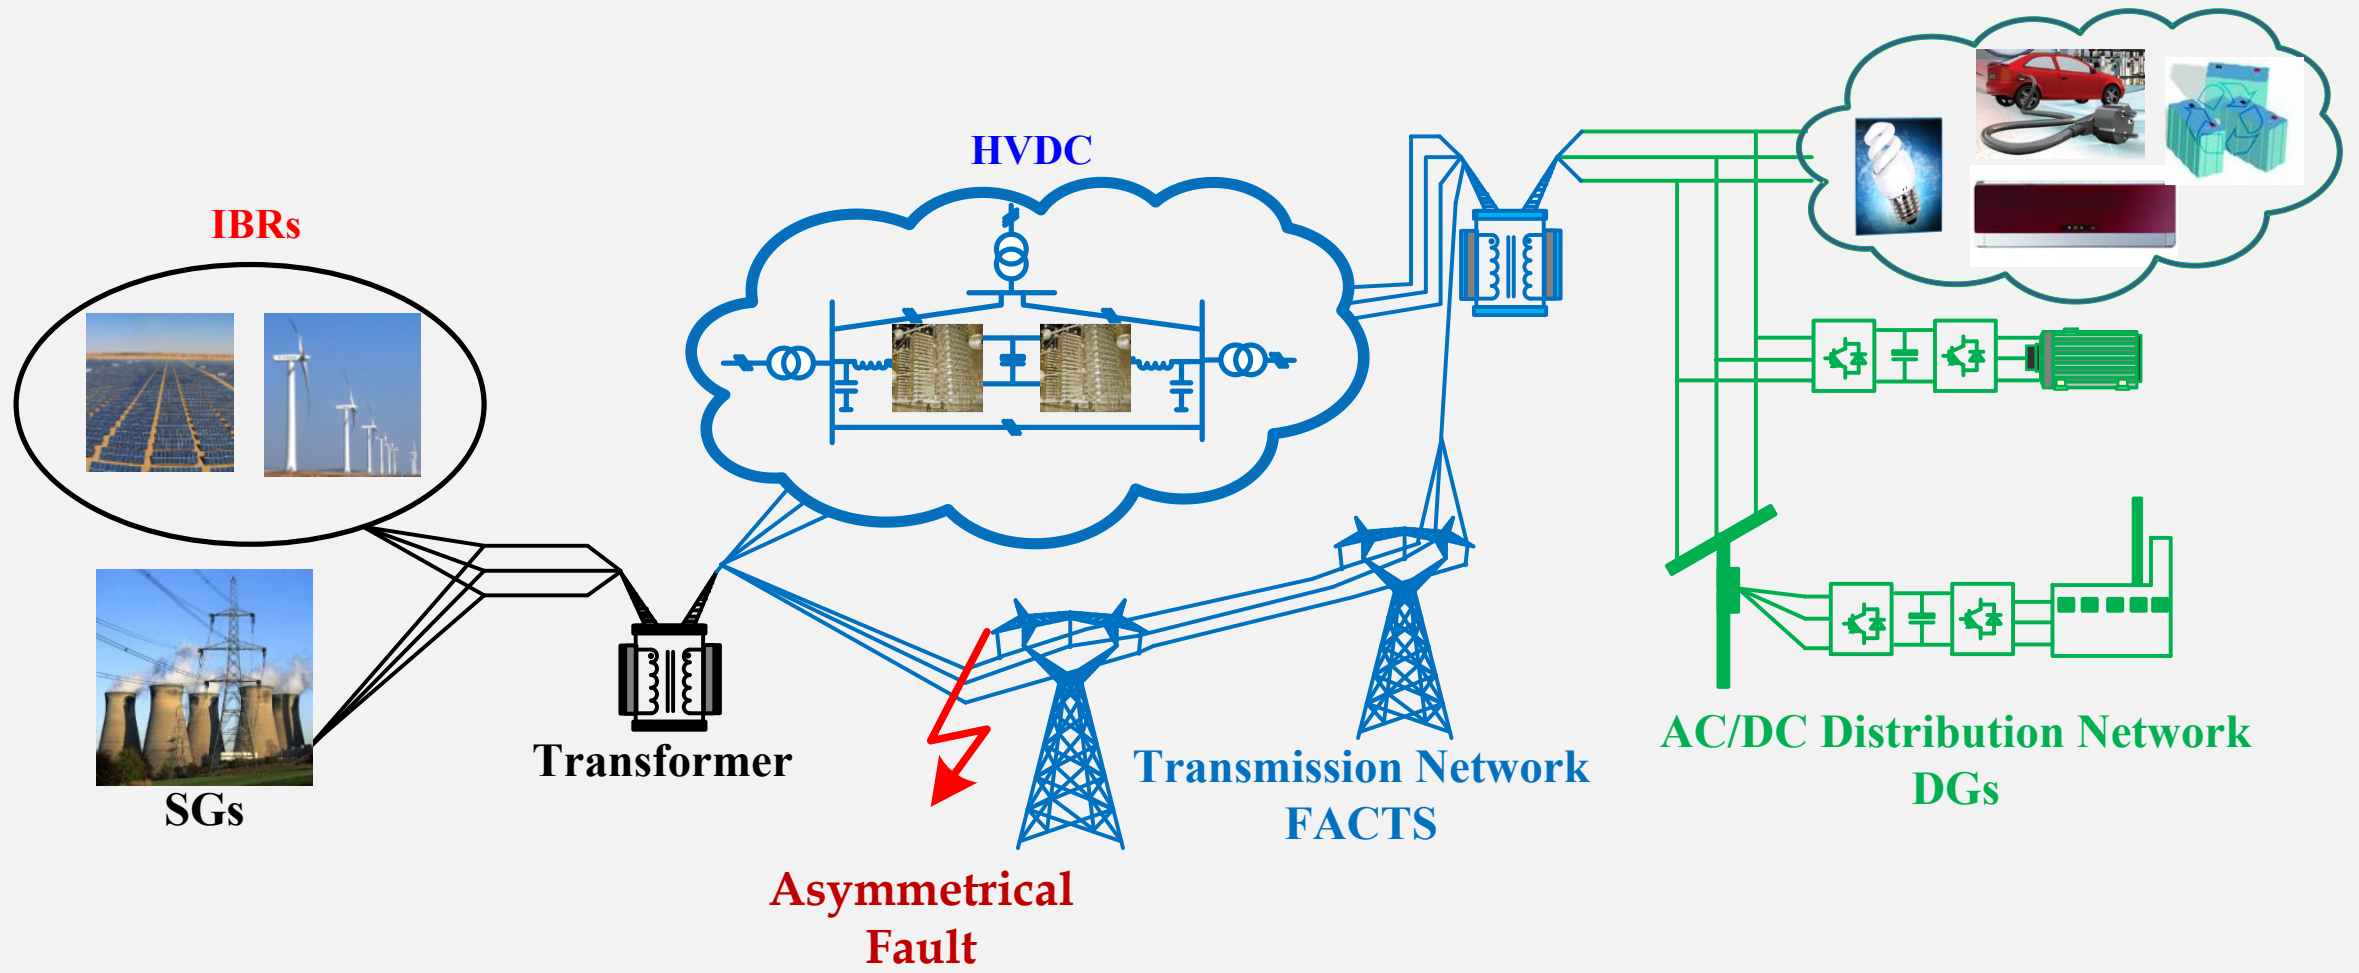 HVDC
IBRs
SGs
Transformer
Transmission Network
FACTS
AC/DC Distribution Network
DGs
Asymmetrical
Fault